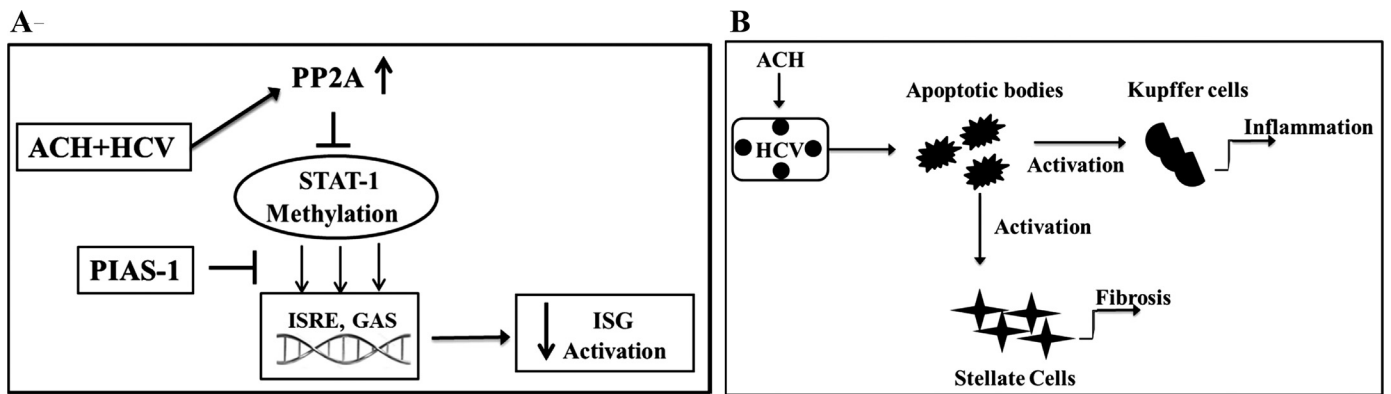 A
PP2A
ACH+HCV
STAT-1
Methylation
PIAS-1
ISRE, GAS
ISG
Activation
B
ACH
HCV
Apoptotic bodies
Activation
Kupffer cells
Inflammation
Activation
Fibrosis
Stellate Cells